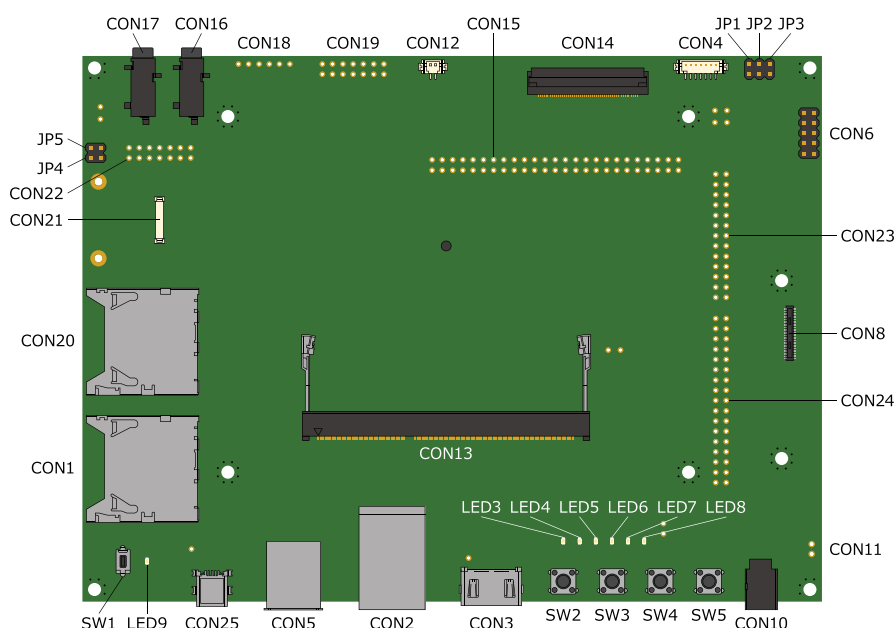 CON17 CON16 CON15 JP1 JP2 JP3
CON18 CON19 CON12 CON14 CON4
CON6
JP5
JP4
CON22
CON21
CON23
CON20
CON8
CON24
CON13
CON1
LED3 LED4 LED5 LED6 LED7 LED8
CON11
SW1 LED9 CON25 CON5 CON2 CON3 SW2 SW3 SW4 SW5 CON10